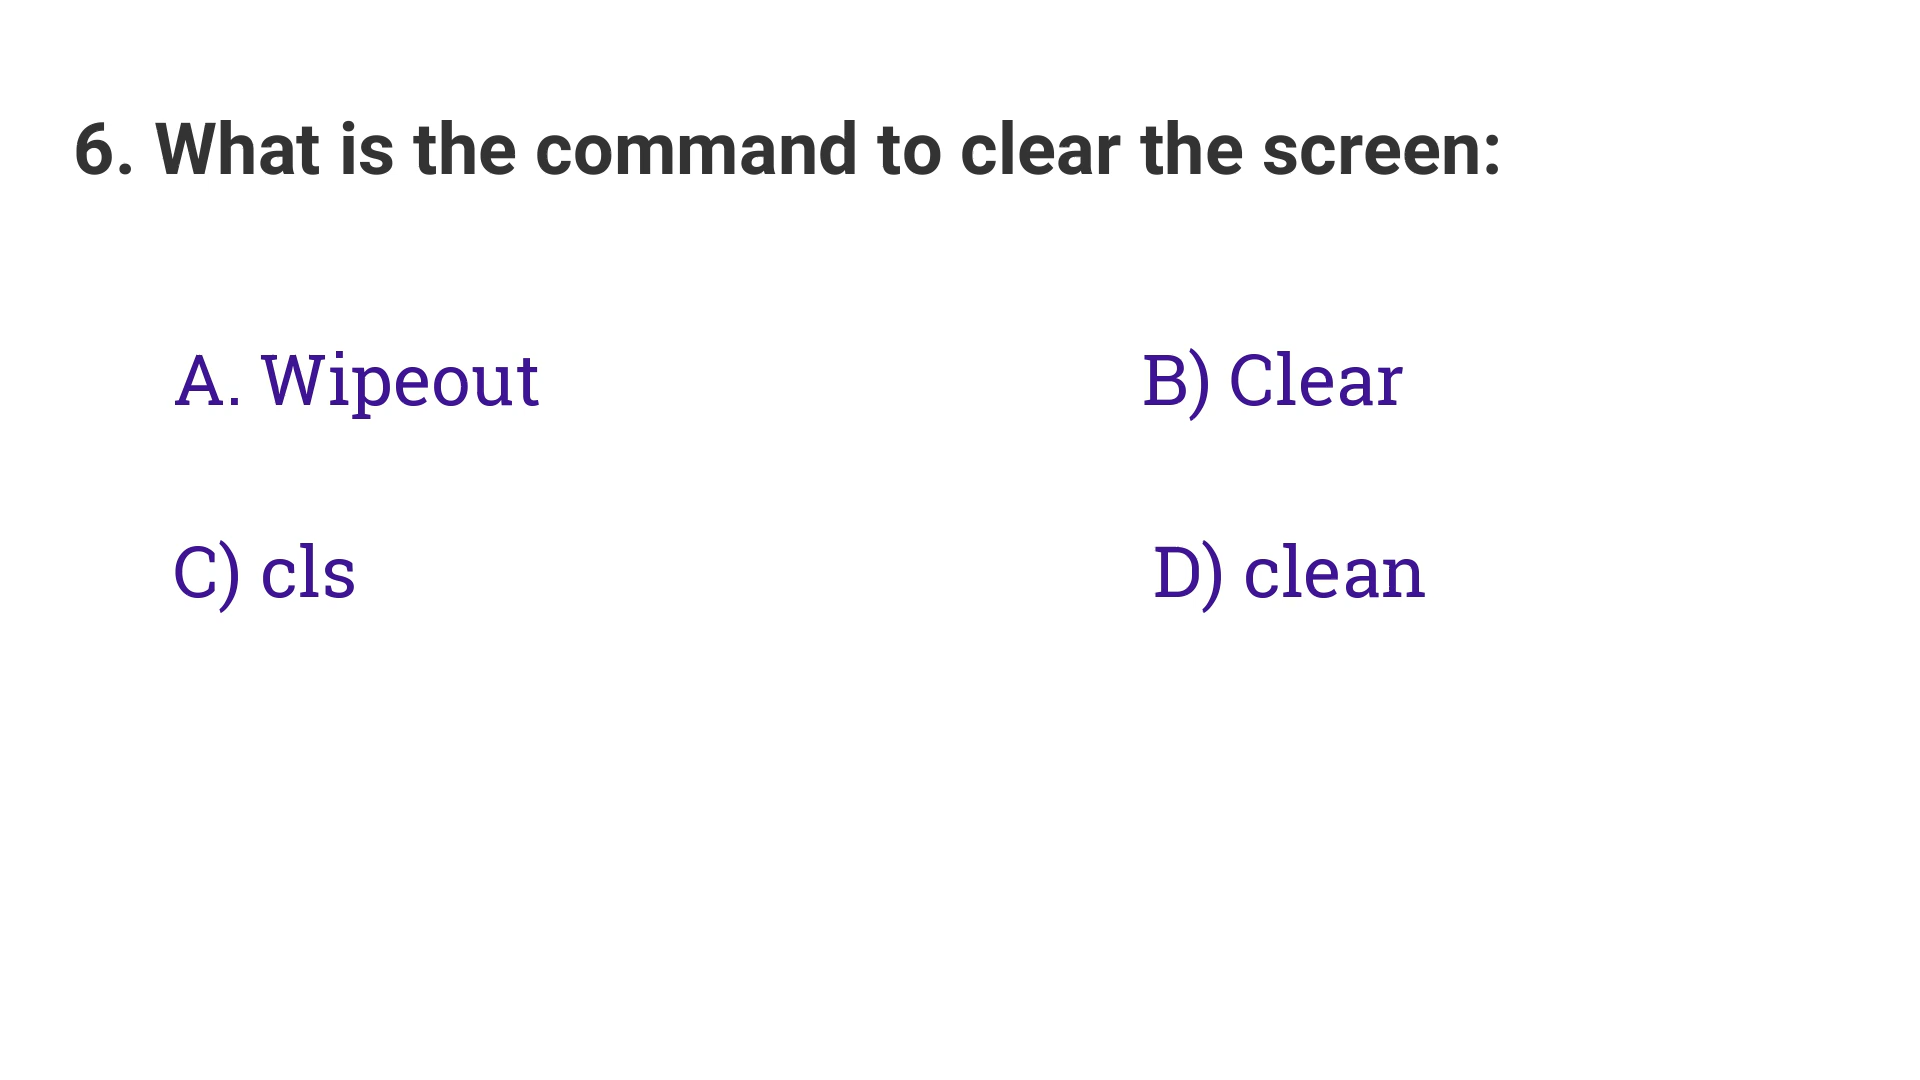 6. What is the command to clear the screen:
A. Wipeout
B) Clear
C) cls
D) clean